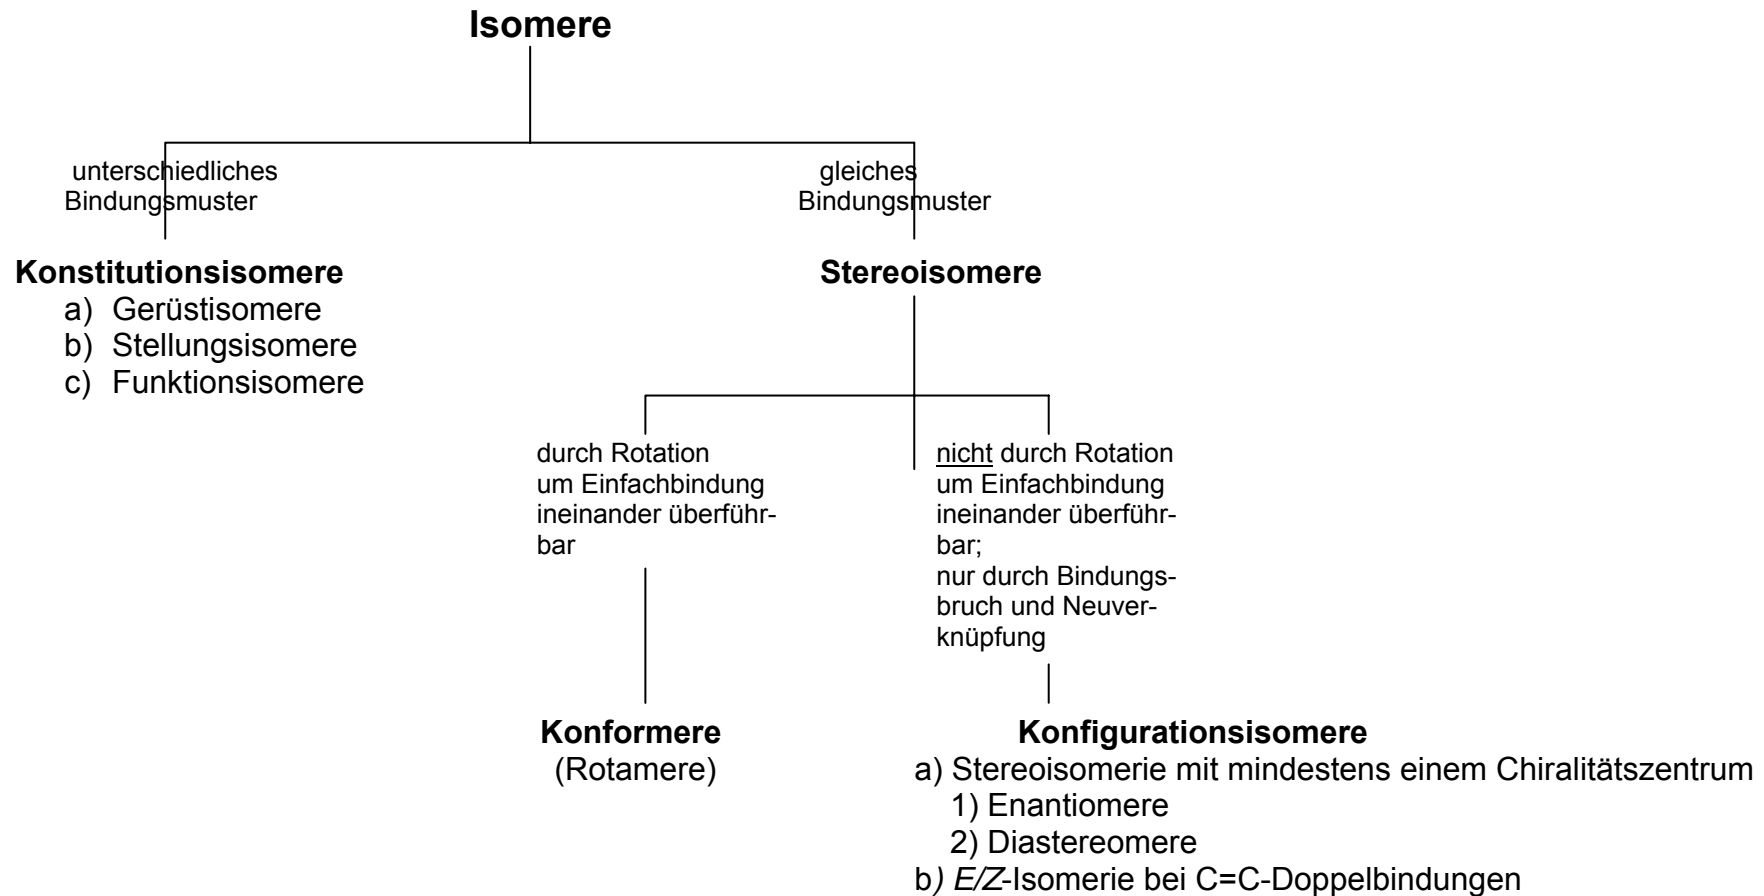 Isomere
unterschiedliches
Bindungsmuster
gleiches
Bindungsmuster
Konstitutionsisomere
a) Gerüstisomere
b) Stellungsisomere
c) Funktionsisomere
Stereoisomere
durch Rotation
um Einfachbindung
ineinander überführ-
bar
nicht durch Rotation
um Einfachbindung
ineinander überführ-
bar;
nur durch Bindungs-
bruch und Neuver-
knüpfung
Konformere
(Rotamere)
Konfigurationsisomere
a) Stereoisomerie mit mindestens einem Chiralitätszentrum
1) Enantiomere
2) Diastereomere
b) E/Z-Isomerie bei C=C-Doppelbindungen